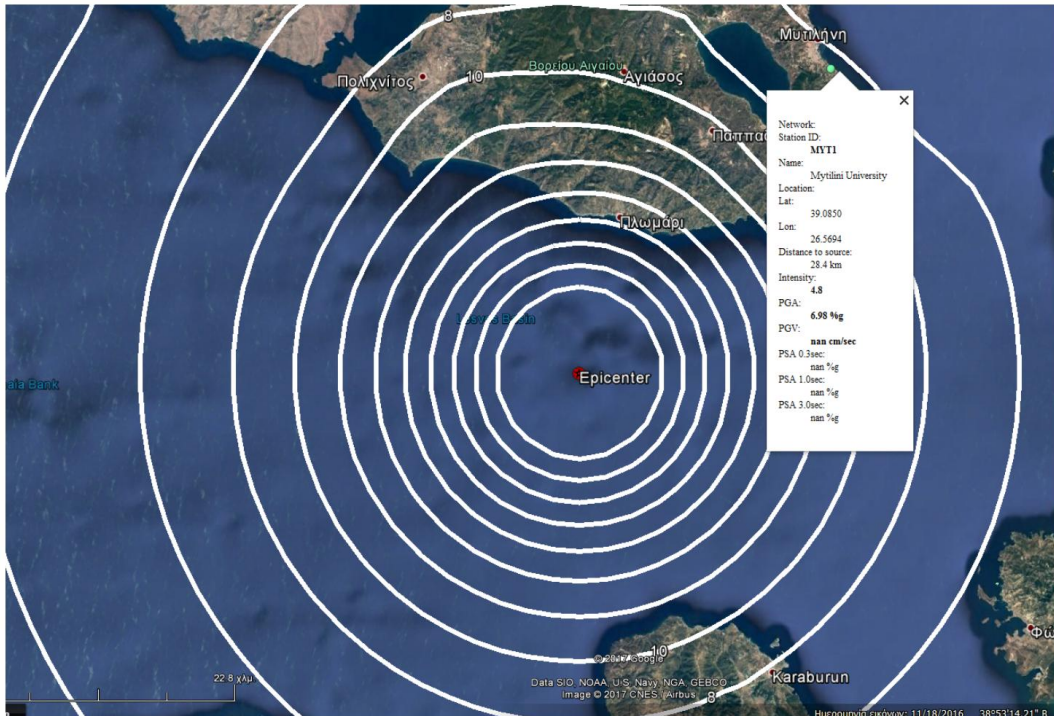 8
Μυτιλήνη
Βορείου Αιγαίου
Πολιχνίτος
10
Αγιάσος
Παππα
Πλωμάρι
Lesvos Basin
Epicenter
aia Bank
Network:
Station ID:
MYT1
Name:
Mytilini University
Location:
Lat:
39.0850
Lon:
26.5694
Distance to source:
28.4 km
Intensity:
4.8
PGA:
6.98 %g
PGV:
nan cm/sec
PSA 0.3sec:
nan %g
PSA 1.0sec:
nan %g
PSA 3.0sec:
nan %g
Φώ
10
© 2017 Google
Karaburun
22.8 χλμ
Data SIO, NOAA, U.S. Navy, NGA, GEBCO
Image © 2017 CNES / Airbus
8
Ημερομηνία εικόνων: 11/18/2016 38°53'14.21" Β